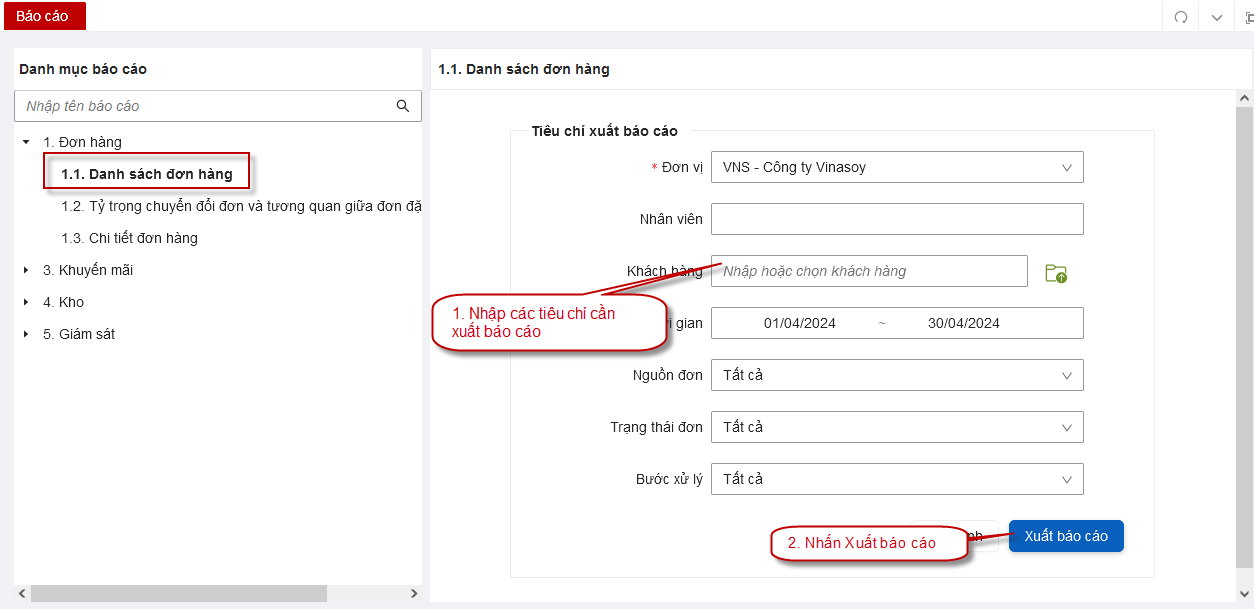 Báo cáo
Danh mục báo cáo
Nhập tên báo cáo
1. Đơn hàng
1.1. Danh sách đơn hàng
1.2. Tỷ trọng chuyển đổi đơn và tương quan giữa đơn đặ
1.3. Chi tiết đơn hàng
3. Khuyến mãi
4. Kho
5. Giám sát
1.1. Danh sách đơn hàng
Tiêu chí xuất báo cáo
* Đơn vị VNS - Công ty Vinasoy
Nhân viên
Khách hàng Nhập hoặc chọn khách hàng
1. Nhập các tiêu chí cần
xuất báo cáo
gian 01/04/2024 ~ 30/04/2024
Nguồn đơn Tất cả
Trạng thái đơn Tất cả
Bước xử lý Tất cả
2. Nhấn Xuất báo cáo
Xuất báo cáo